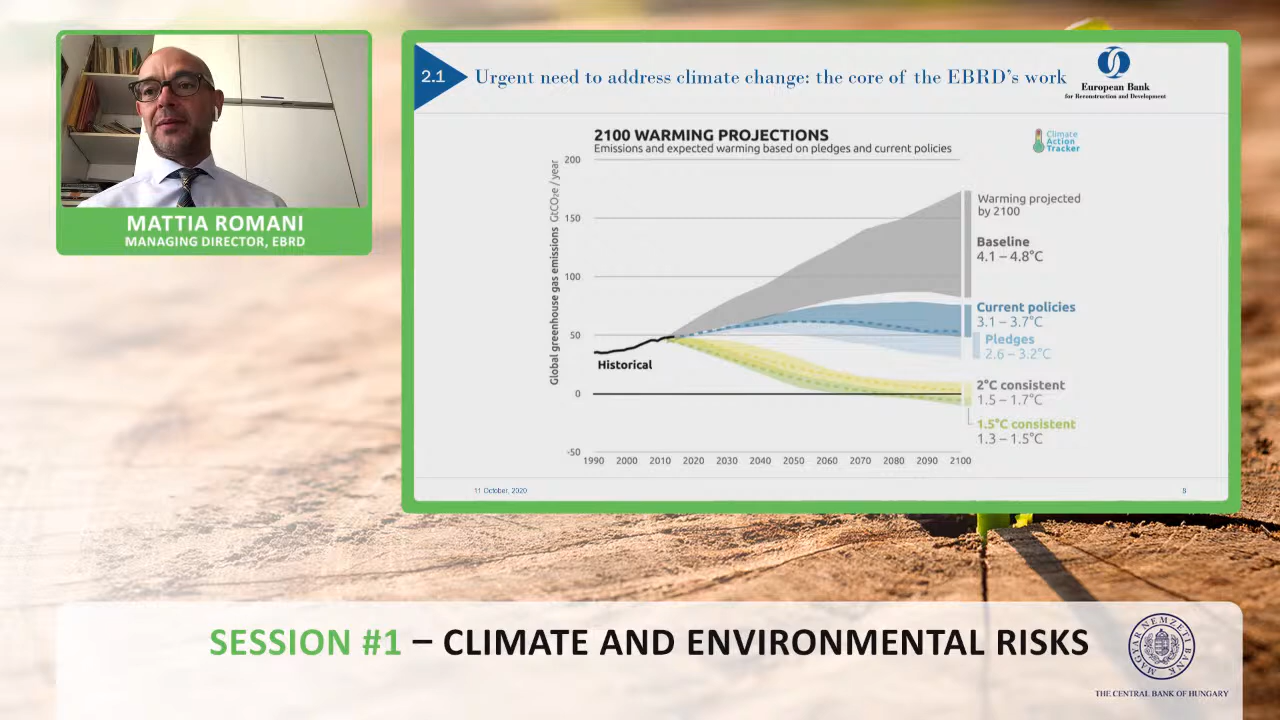 MATTIA ROMANI
MANAGING DIRECTOR, EBRD
2.1
Urgent need to address climate change: the core of the EBRD's work
European Bank
for Reconstruction and Development
2100 WARMING PROJECTIONS
Emissions and expected warming based on pledges and current policies
Climate
Action
Tracker
Global greenhouse gas emissions GtCO₂e / year
200
150
100
50
0
-50
Historical
Warming projected
by 2100
Baseline
4.1 – 4.8°C
Current policies
3.1 – 3.7°C
Pledges
2.6 – 3.2°C
2°C consistent
1.5 – 1.7°C
1.5°C consistent
1.3 – 1.5°C
1990 2000 2010 2020 2030 2040 2050 2060 2070 2080 2090 2100
11 October, 2020
SESSION #1 – CLIMATE AND ENVIRONMENTAL RISKS
MAGYAR NEMZETI BANK
THE CENTRAL BANK OF HUNGARY